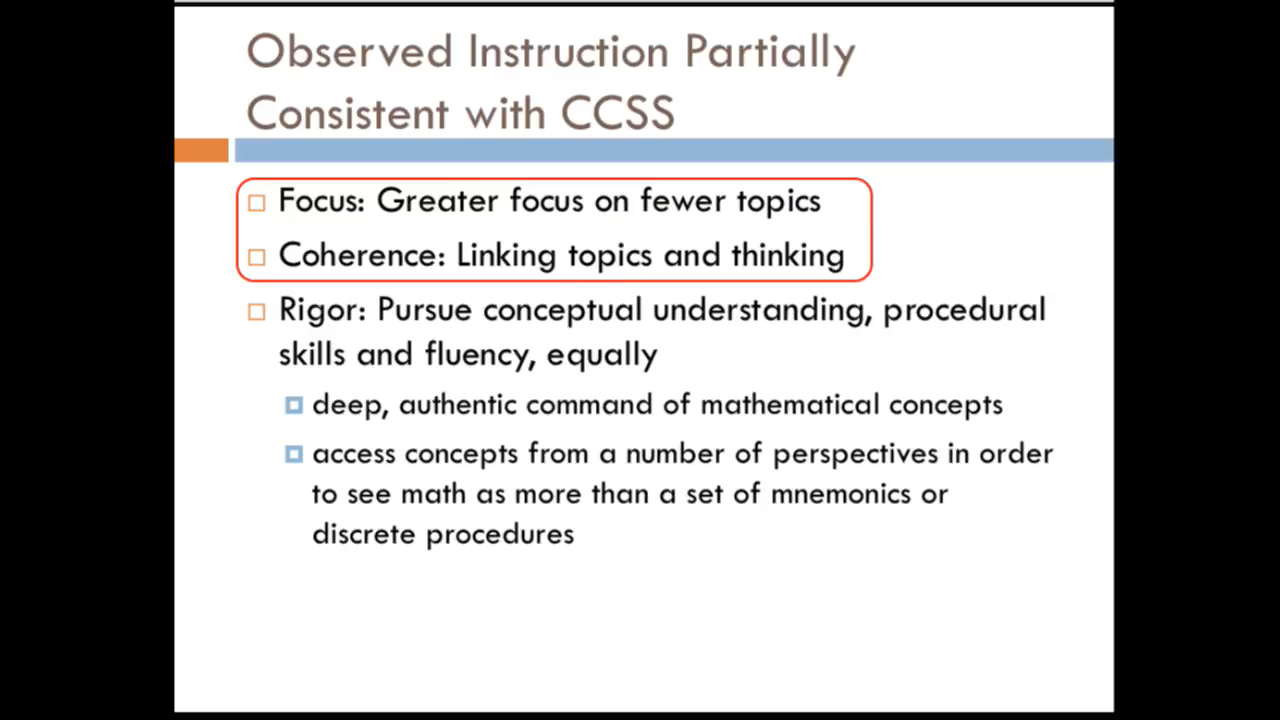 Observed Instruction Partially
Consistent with CCSS
Focus: Greater focus on fewer topics
Coherence: Linking topics and thinking
Rigor: Pursue conceptual understanding, procedural
skills and fluency, equally
deep, authentic command of mathematical concepts
access concepts from a number of perspectives in order
to see math as more than a set of mnemonics or
discrete procedures